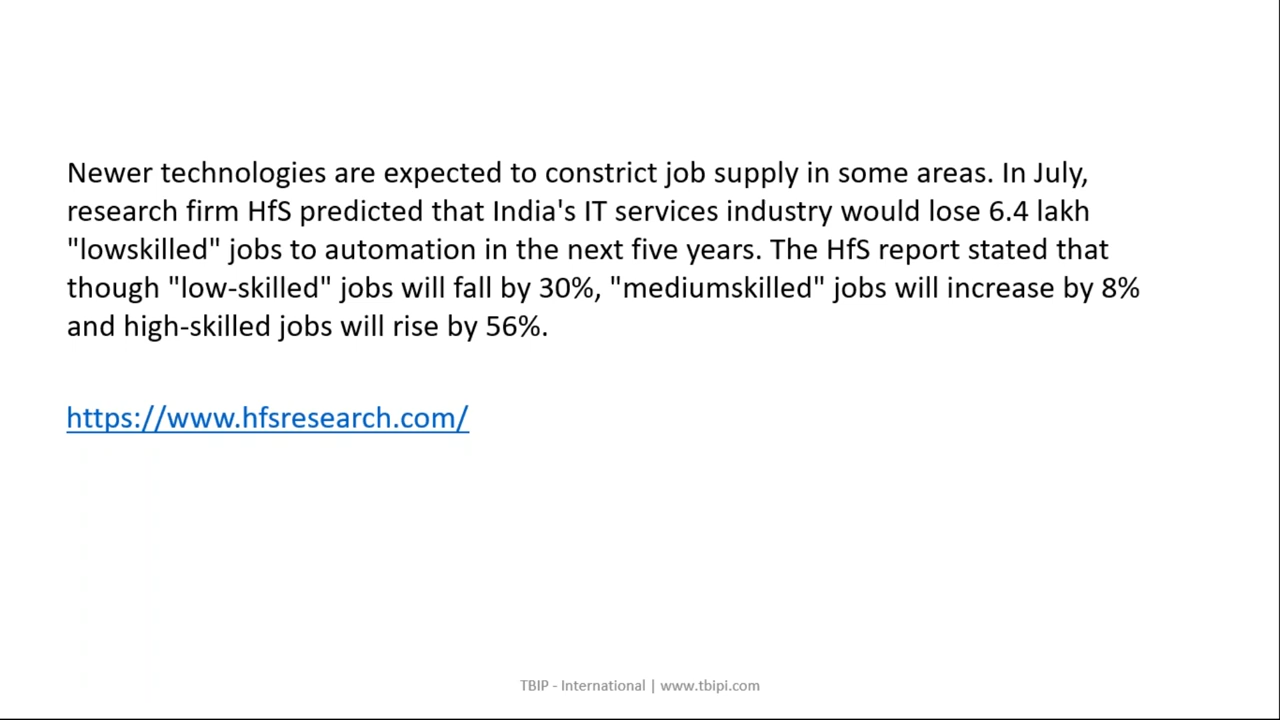 Newer technologies are expected to constrict job supply in some areas. In July,
research firm HfS predicted that India's IT services industry would lose 6.4 lakh
"lowskilled" jobs to automation in the next five years. The HfS report stated that
though "low-skilled" jobs will fall by 30%, "mediumskilled" jobs will increase by 8%
and high-skilled jobs will rise by 56%.
https://www.hfsresearch.com/
TBIP - International | www.tbipi.com